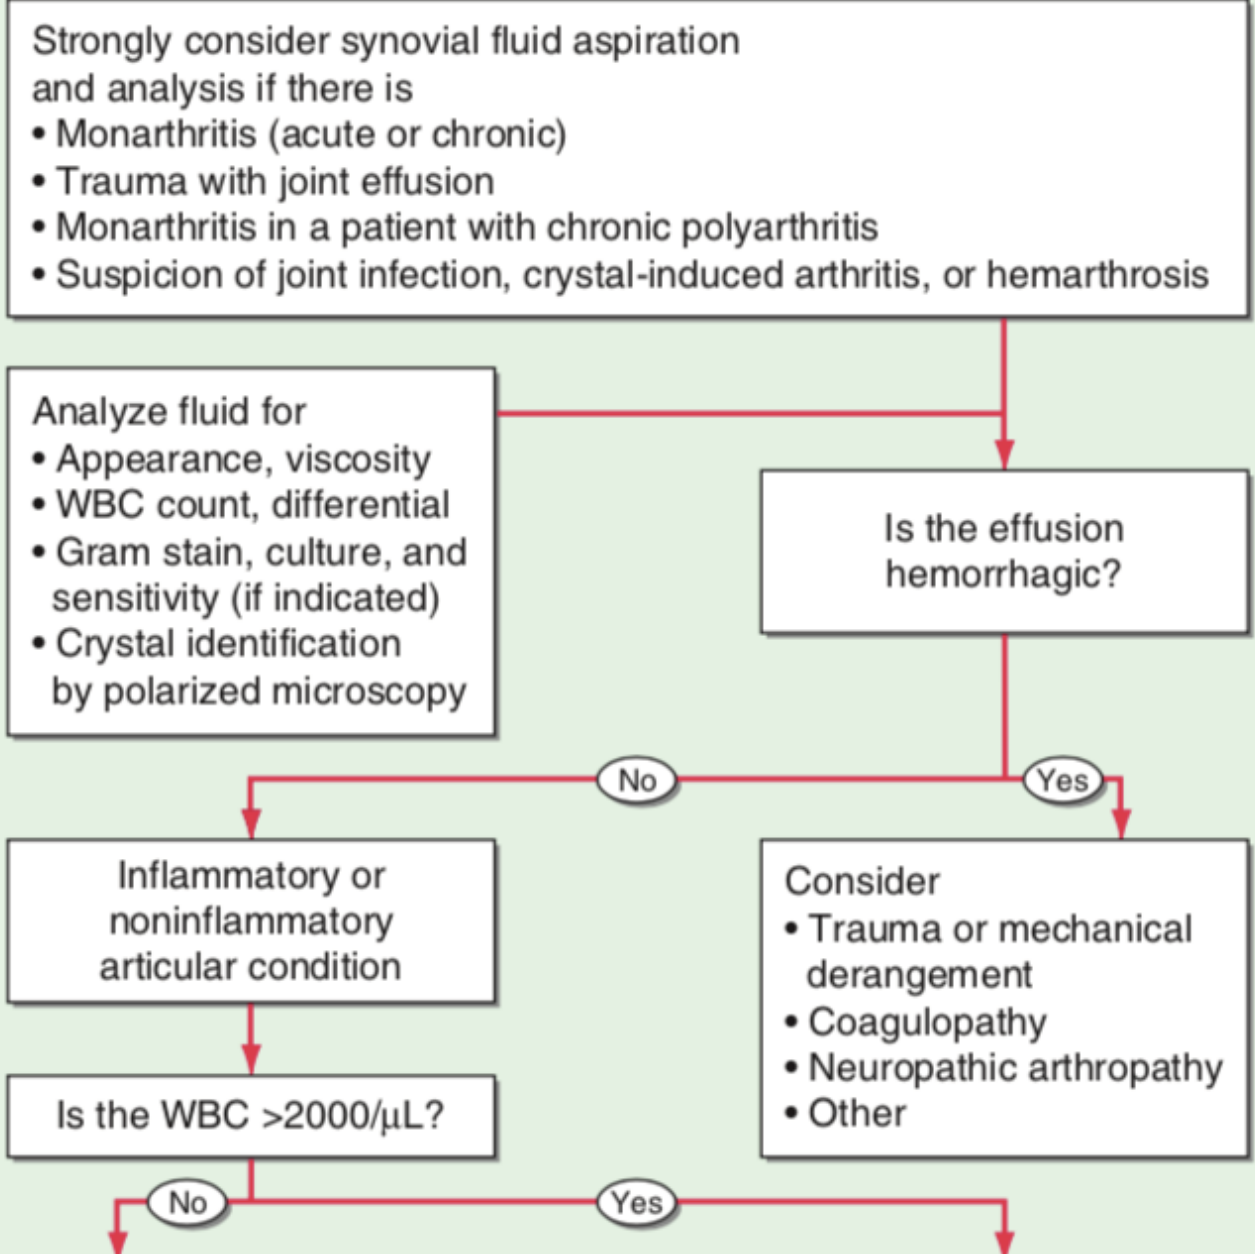 Strongly consider synovial fluid aspiration
and analysis if there is
• Monarthritis (acute or chronic)
• Trauma with joint effusion
• Monarthritis in a patient with chronic polyarthritis
• Suspicion of joint infection, crystal-induced arthritis, or hemarthrosis
Analyze fluid for
• Appearance, viscosity
• WBC count, differential
• Gram stain, culture, and
sensitivity (if indicated)
• Crystal identification
by polarized microscopy
Is the effusion
hemorrhagic?
No
Yes
Inflammatory or
noninflammatory
articular condition
Consider
• Trauma or mechanical
derangement
• Coagulopathy
• Neuropathic arthropathy
• Other
Is the WBC >2000/μL?
No
Yes